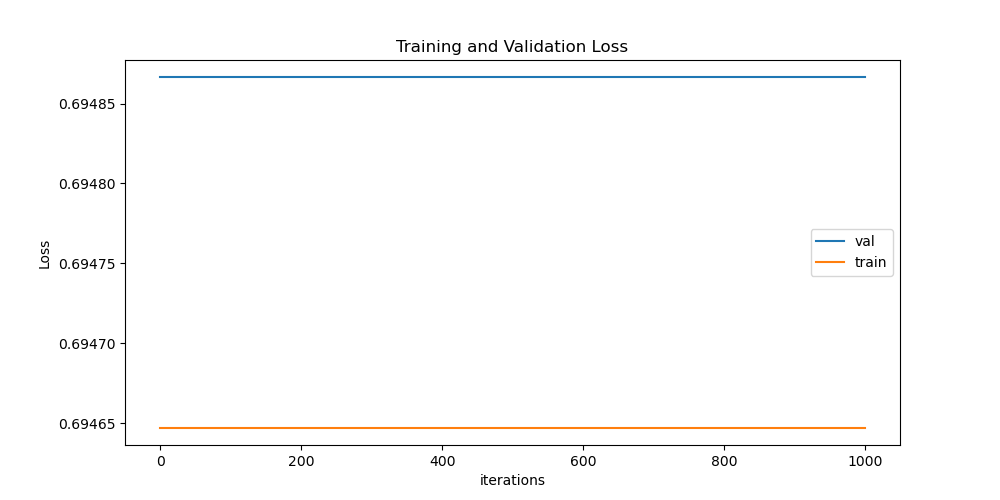 Training and Validation Loss
Loss
0.69485
0.69480
0.69475
0.69470
0.69465
val
train
0 200 400 600 800 1000
iterations